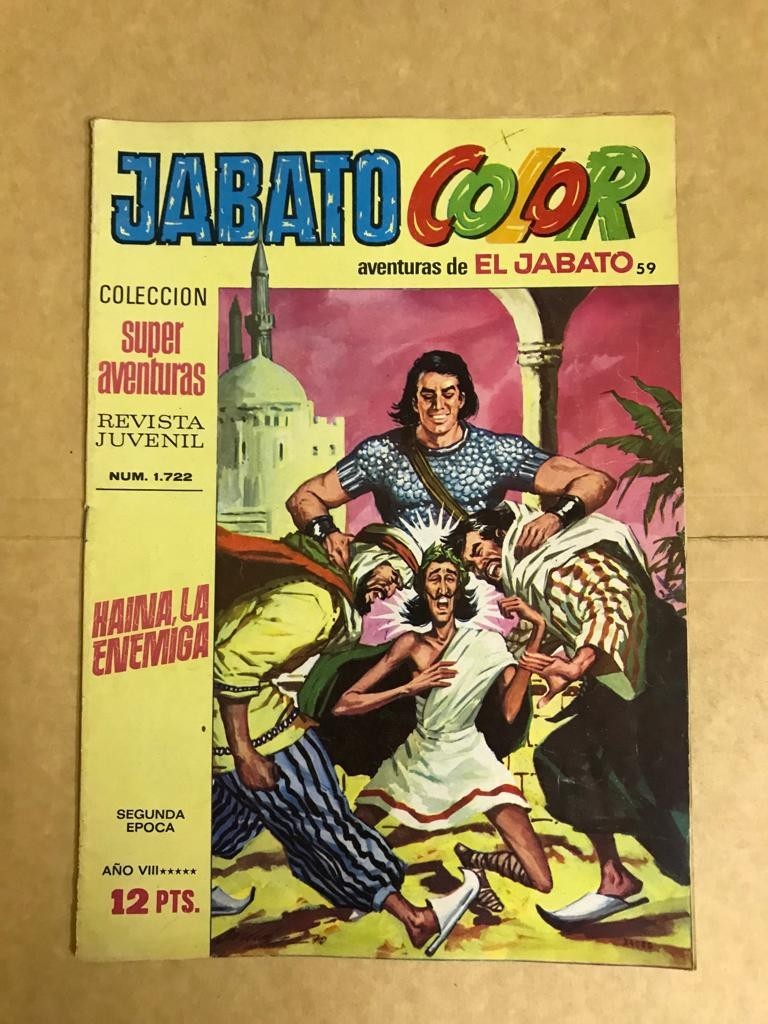 JABATO COLOR
aventuras de EL JABATO 59
COLECCION
super
aventuras
REVISTA
JUVENIL
NUM. 1.722
HAINA, LA
ENEMIGA
SEGUNDA
EPOCA
AÑO VIII★★★★★
12 PTS.